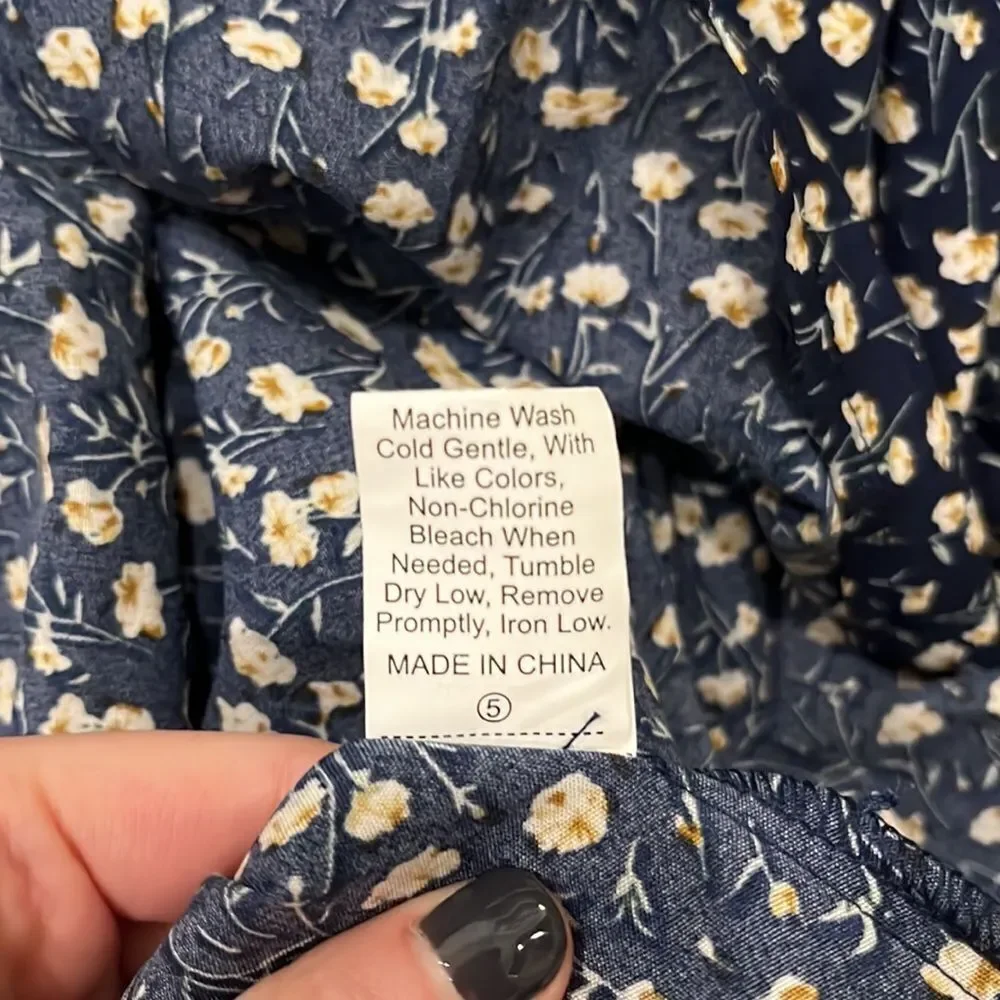 Machine Wash
Cold Gentle, With
Like Colors,
Non-Chlorine
Bleach When
Needed, Tumble
Dry Low, Remove
Promptly, Iron Low.
MADE IN CHINA
⑤